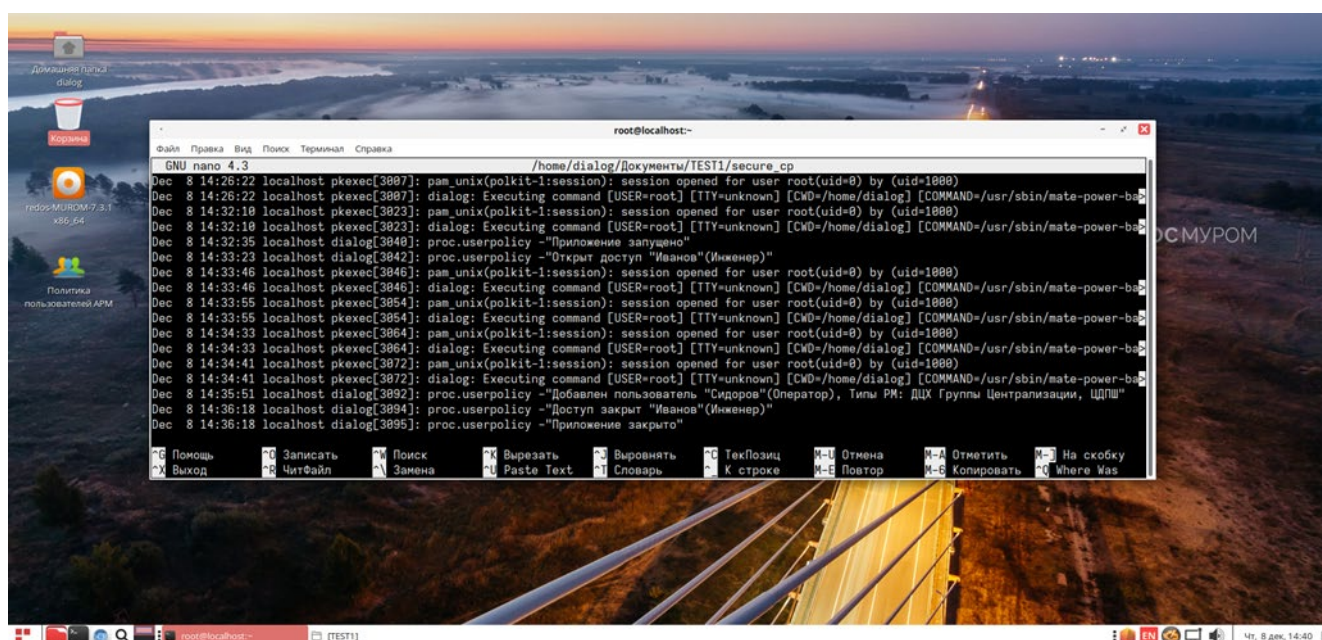 Домашняя папка
dialog
Корзина
redos-MUROM-7.3.1
x86_64
Политика
пользователей АРМ
ОС МУРОМ
root@localhost:~
Файл Правка Вид Поиск Терминал Справка
GNU nano 4.3 /home/dialog/Документы/TEST1/secure_cp
Dec 8 14:26:22 localhost pkexec[3007]: pam_unix(polkit-1:session): session opened for user root(uid=0) by (uid=1000)
Dec 8 14:26:22 localhost pkexec[3007]: dialog: Executing command [USER=root] [TTY=unknown] [CWD=/home/dialog] [COMMAND=/usr/sbin/mate-power-ba>
Dec 8 14:32:10 localhost pkexec[3023]: pam_unix(polkit-1:session): session opened for user root(uid=0) by (uid=1000)
Dec 8 14:32:10 localhost pkexec[3023]: dialog: Executing command [USER=root] [TTY=unknown] [CWD=/home/dialog] [COMMAND=/usr/sbin/mate-power-ba>
Dec 8 14:32:35 localhost dialog[3040]: proc.userpolicy -"Приложение запущено"
Dec 8 14:33:23 localhost dialog[3042]: proc.userpolicy -"Открыт доступ "Иванов"(Инженер)"
Dec 8 14:33:46 localhost pkexec[3046]: pam_unix(polkit-1:session): session opened for user root(uid=0) by (uid=1000)
Dec 8 14:33:46 localhost pkexec[3046]: dialog: Executing command [USER=root] [TTY=unknown] [CWD=/home/dialog] [COMMAND=/usr/sbin/mate-power-ba>
Dec 8 14:33:55 localhost pkexec[3054]: pam_unix(polkit-1:session): session opened for user root(uid=0) by (uid=1000)
Dec 8 14:33:55 localhost pkexec[3054]: dialog: Executing command [USER=root] [TTY=unknown] [CWD=/home/dialog] [COMMAND=/usr/sbin/mate-power-ba>
Dec 8 14:34:33 localhost pkexec[3064]: pam_unix(polkit-1:session): session opened for user root(uid=0) by (uid=1000)
Dec 8 14:34:33 localhost pkexec[3064]: dialog: Executing command [USER=root] [TTY=unknown] [CWD=/home/dialog] [COMMAND=/usr/sbin/mate-power-ba>
Dec 8 14:34:41 localhost pkexec[3072]: pam_unix(polkit-1:session): session opened for user root(uid=0) by (uid=1000)
Dec 8 14:34:41 localhost pkexec[3072]: dialog: Executing command [USER=root] [TTY=unknown] [CWD=/home/dialog] [COMMAND=/usr/sbin/mate-power-ba>
Dec 8 14:35:51 localhost dialog[3092]: proc.userpolicy -"Добавлен пользователь "Сидоров"(Оператор), Типы РМ: ДЦХ Группы Централизации, ЦДПШ"
Dec 8 14:36:18 localhost dialog[3094]: proc.userpolicy -"Доступ закрыт "Иванов"(Инженер)"
Dec 8 14:36:18 localhost dialog[3095]: proc.userpolicy -"Приложение закрыто"
^G Помощь ^O Записать ^W Поиск ^K Вырезать ^J Выровнять ^C ТекПозиц M-U Отмена M-A Отметить M-] На скобку
^X Выход ^R ЧитФайл ^\ Замена ^U Paste Text ^T Словарь ^_ К строке M-E Повтор M-6 Копировать ^Q Where Was
root@localhost:~ [TEST1] EN Чт, 8 дек, 14:40